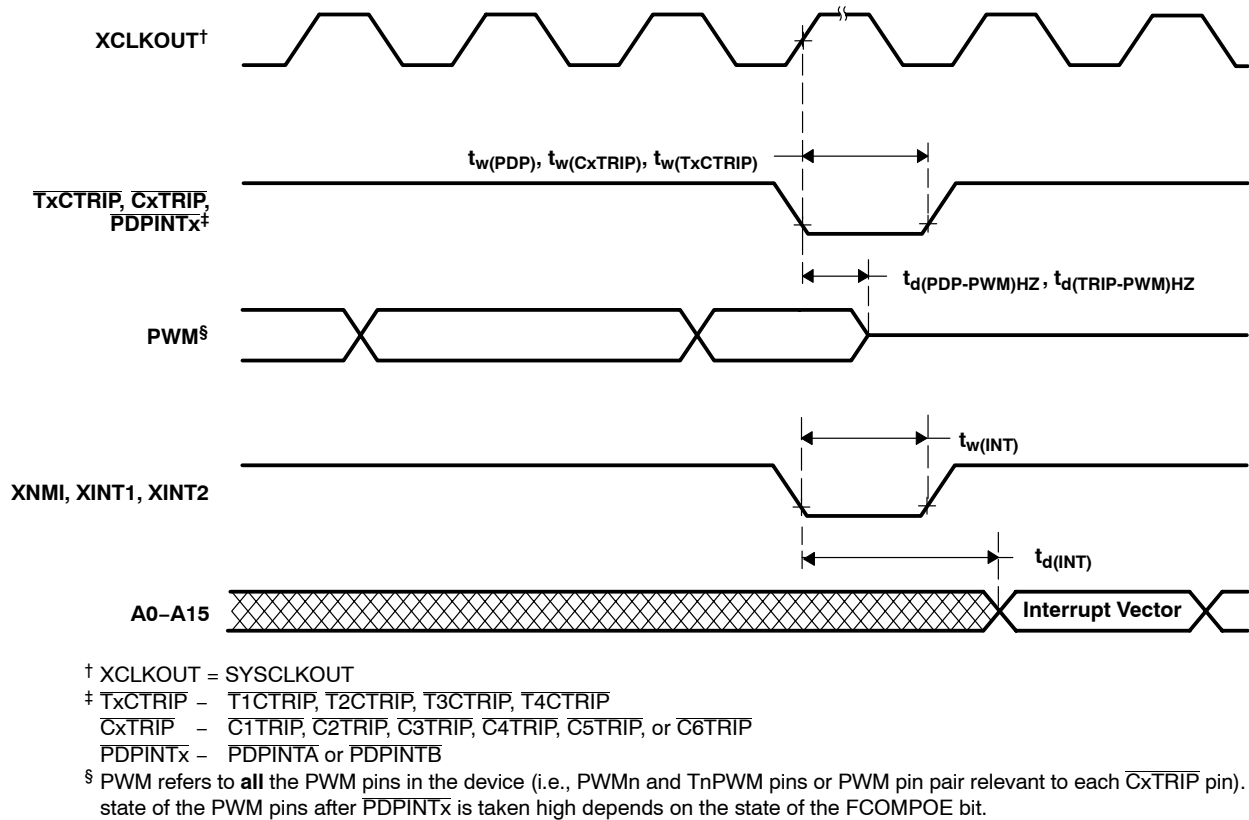 XCLKOUT†
tw(PDP), tw(CxTRIP), tw(TxCTRIP)
TxCTRIP, CxTRIP,
PDPINTx‡
td(PDP-PWM)HZ, td(TRIP-PWM)HZ
PWM§
tw(INT)
XNMI, XINT1, XINT2
td(INT)
A0−A15
Interrupt Vector
† XCLKOUT = SYSCLKOUT
‡ TxCTRIP − T1CTRIP, T2CTRIP, T3CTRIP, T4CTRIP
CxTRIP − C1TRIP, C2TRIP, C3TRIP, C4TRIP, C5TRIP, or C6TRIP
PDPINTx − PDPINTA or PDPINTB
§ PWM refers to all the PWM pins in the device (i.e., PWMn and TnPWM pins or PWM pin pair relevant to each CxTRIP pin).
state of the PWM pins after PDPINTx is taken high depends on the state of the FCOMPOE bit.